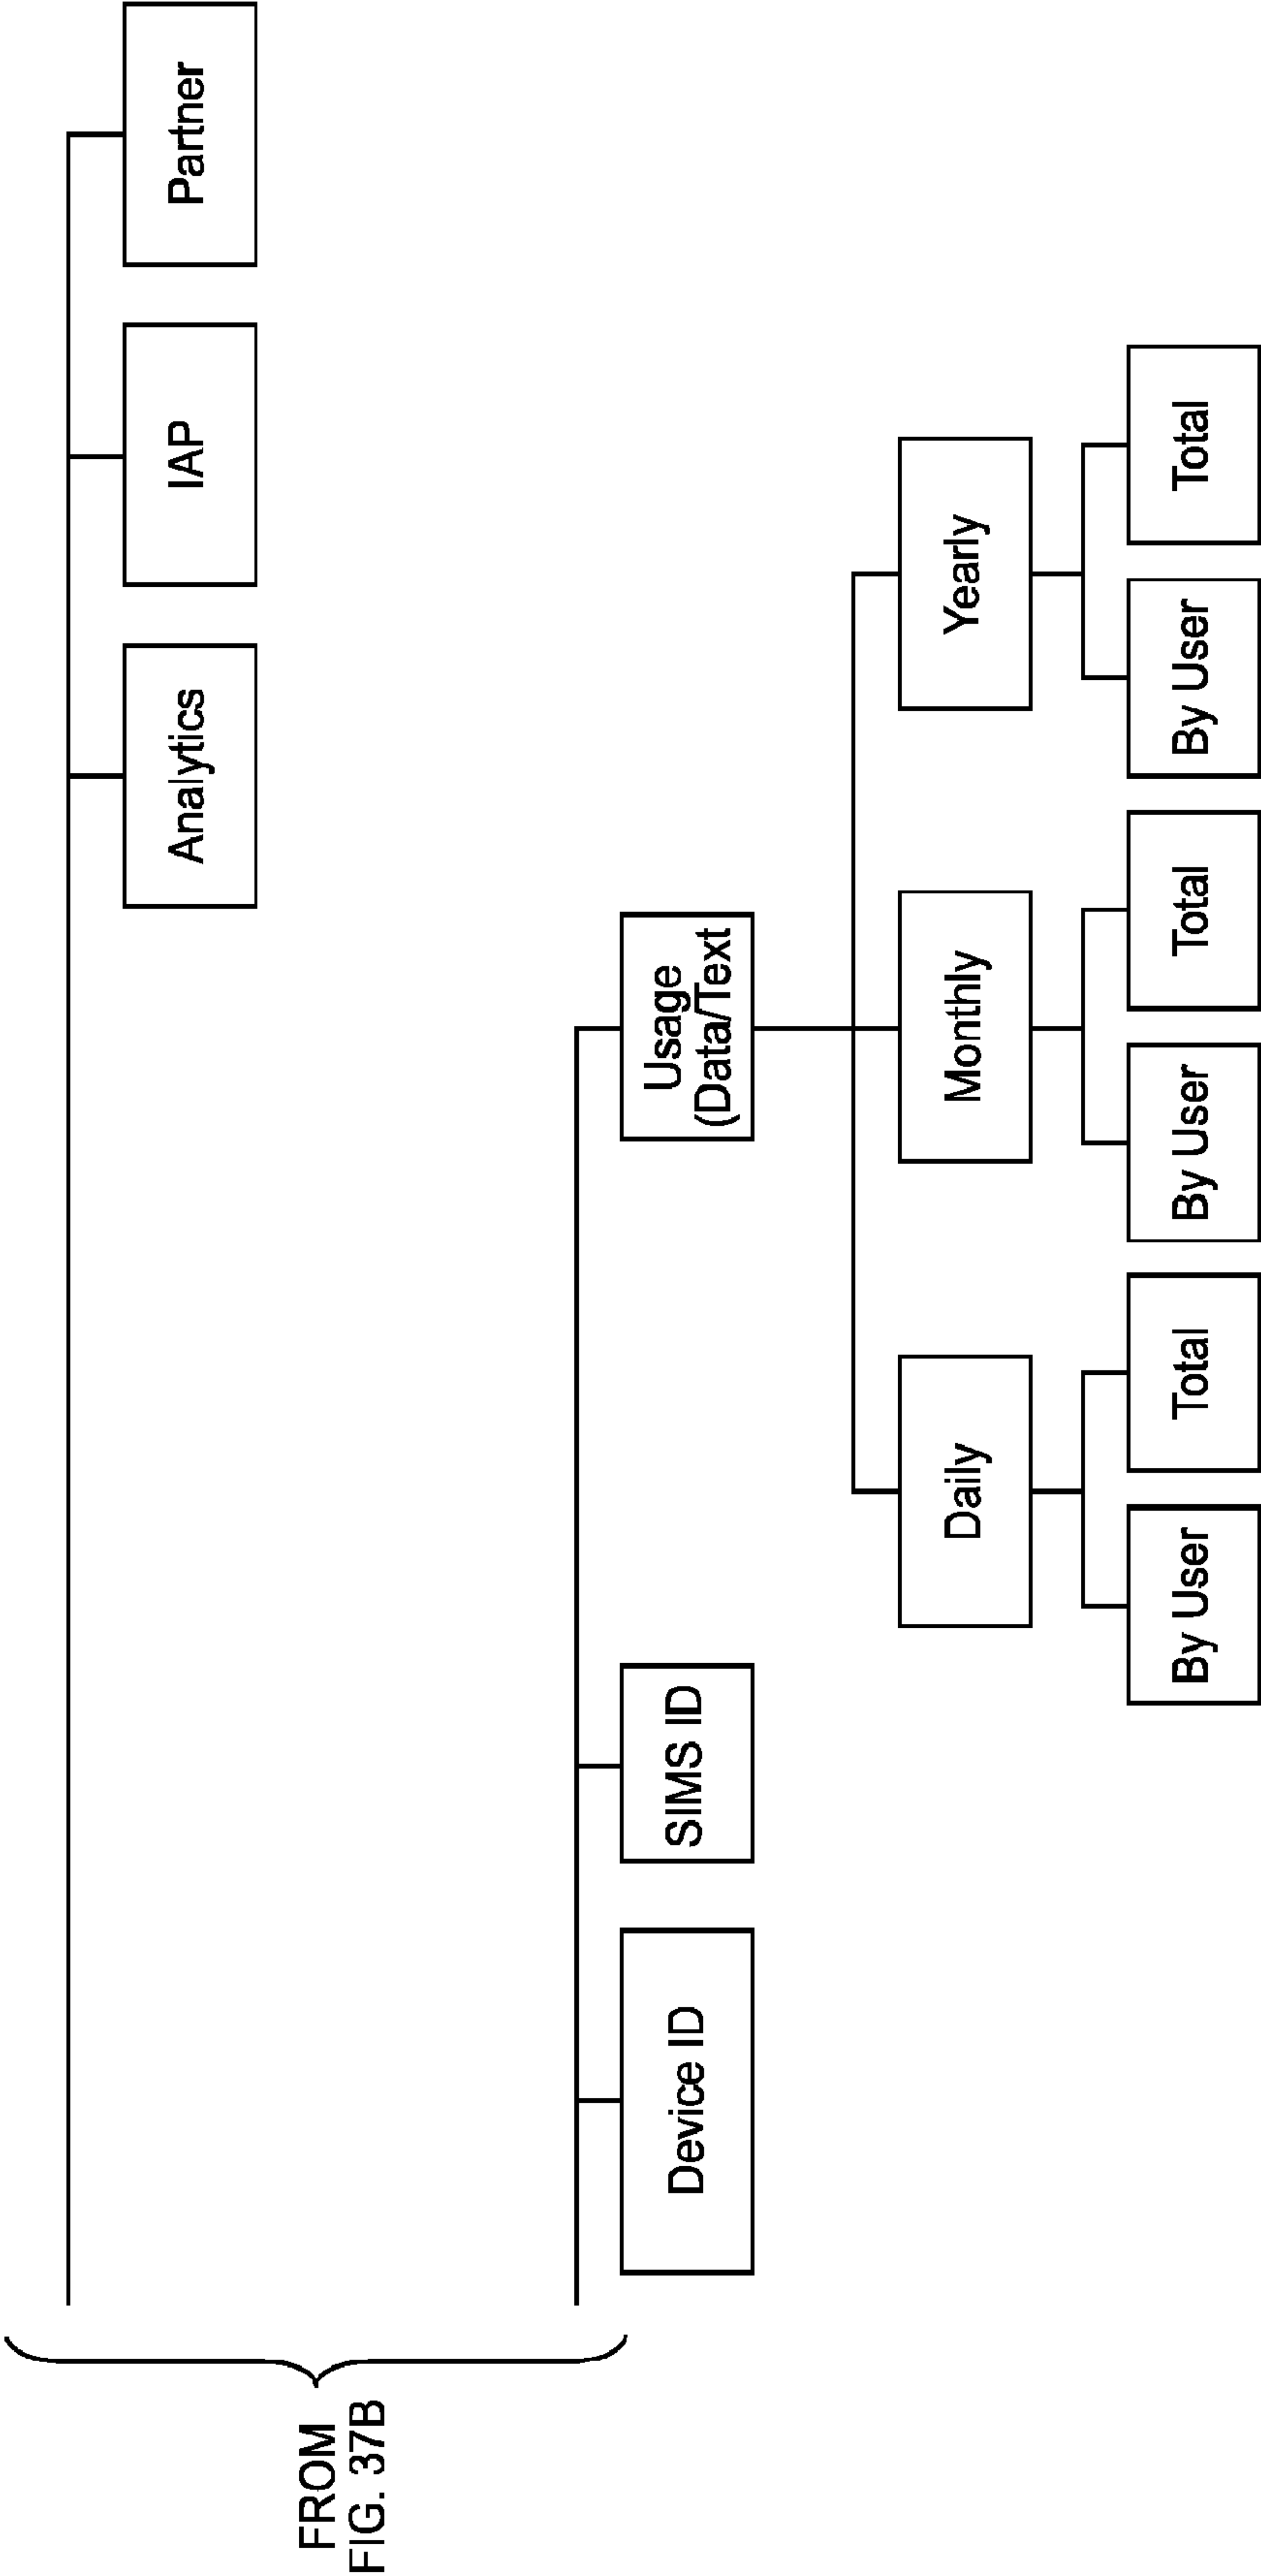 FROM
FIG. 37B
Analytics
IAP
Partner
Device ID
SIMS ID
Usage
(Data/Text
Daily
Monthly
Yearly
By User
Total
By User
Total
By User
Total